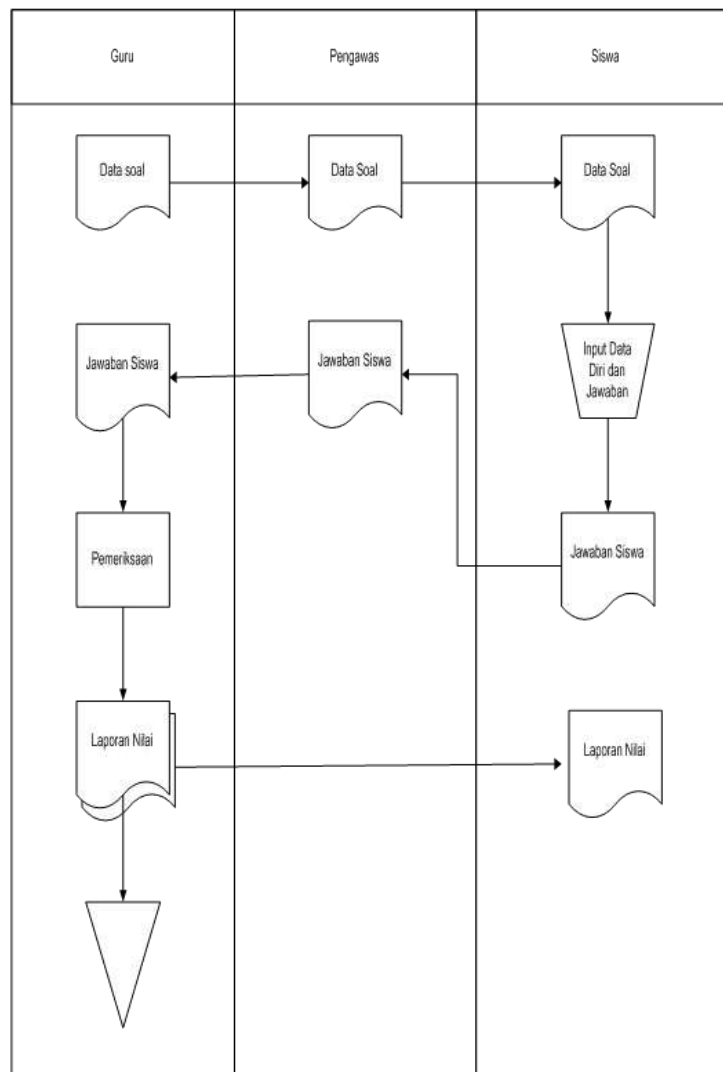 Guru
Pengawas
Siswa
Data soal
Data Soal
Data Soal
Input Data
Diri dan
Jawaban
Jawaban Siswa
Jawaban Siswa
Jawaban Siswa
Pemeriksaan
Laporan Nilai
Laporan Nilai